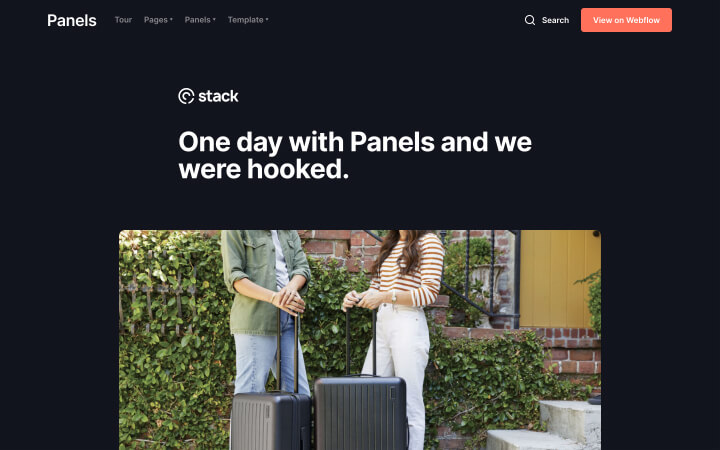 Panels
Tour
Pages
Panels
Template
Search
View on Webflow
stack
One day with Panels and we
were hooked.